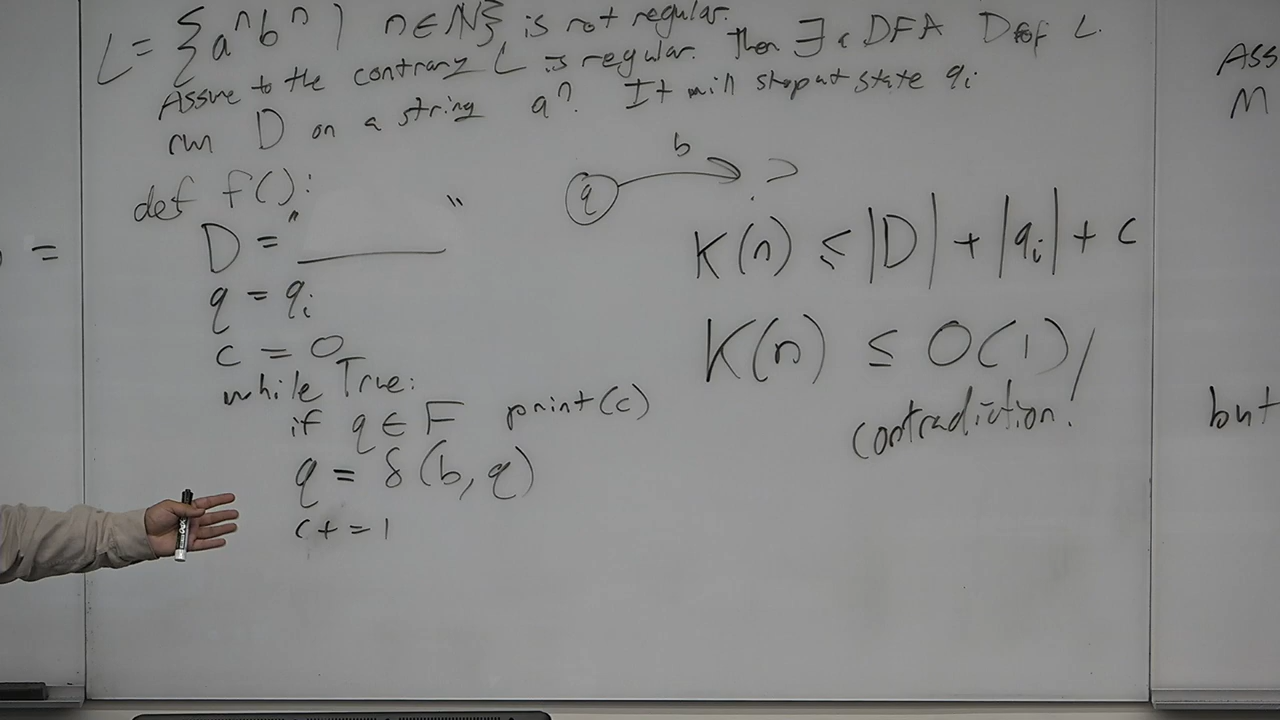 L = {aⁿbⁿ | n ∈ ℕ} is not regular.
Assume to the contrary L is regular. Then ∃ a DFA D of L.
run D on a string aⁿ. It will stop at state qᵢ
def f():
D = "______"
q = qᵢ
c = 0
while True:
if q ∈ F print(c)
q = δ(b, q)
c += 1
q b ?
K(n) ≤ |D| + |qᵢ| + c
K(n) ≤ O(1)
contradiction!
=
Ass
M
but